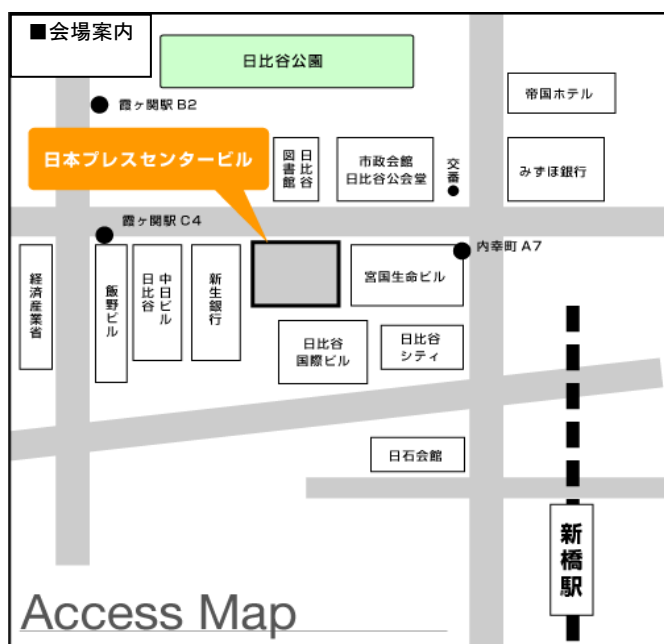 ■会場案内
日比谷公園
霞ヶ関駅 B2
帝国ホテル
日本プレスセンタービル
日比谷
図書館
市政会館
日比谷公会堂
交番
みずほ銀行
霞ヶ関駅 C4
内幸町 A7
経済産業省
飯野ビル
中日ビル
日比谷
新生銀行
宮国生命ビル
日比谷
国際ビル
日比谷
シティ
日石会館
新橋駅
Access Map